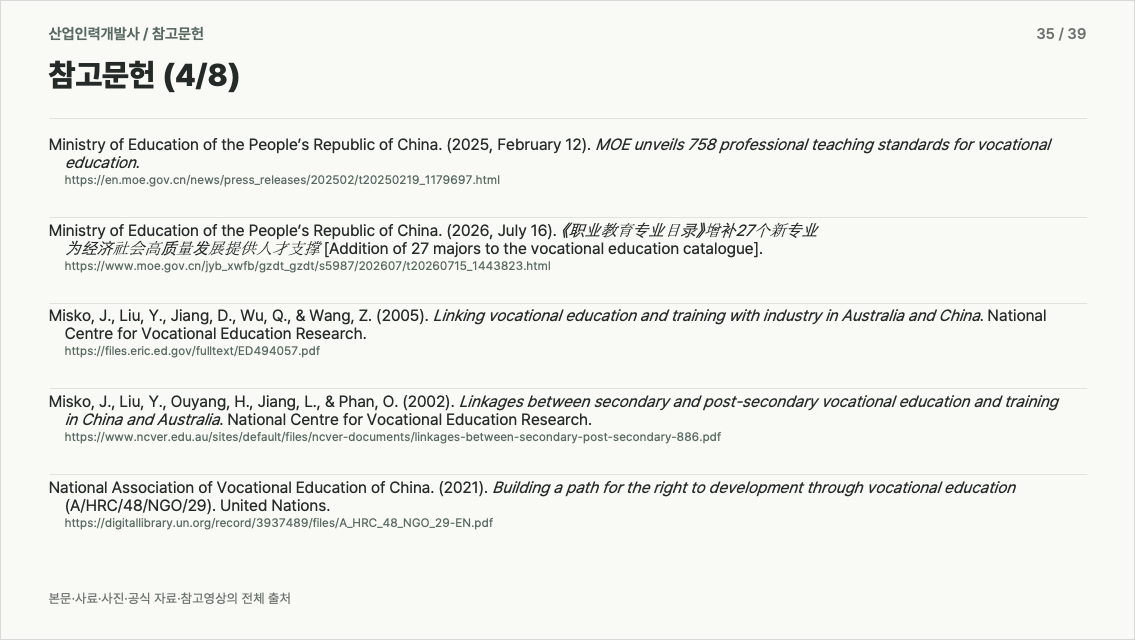 산업인력개발사 / 참고문헌
35 / 39
참고문헌 (4/8)
Ministry of Education of the People’s Republic of China. (2025, February 12). MOE unveils 758 professional teaching standards for vocational
education.
https://en.moe.gov.cn/news/press_releases/202502/t20250219_1179697.html
Ministry of Education of the People’s Republic of China. (2026, July 16). 《职业教育专业目录》增补27个新专业
为经济社会高质量发展提供人才支撑 [Addition of 27 majors to the vocational education catalogue].
https://www.moe.gov.cn/jyb_xwfb/gzdt_gzdt/s5987/202607/t20260715_1443823.html
Misko, J., Liu, Y., Jiang, D., Wu, Q., & Wang, Z. (2005). Linking vocational education and training with industry in Australia and China. National
Centre for Vocational Education Research.
https://files.eric.ed.gov/fulltext/ED494057.pdf
Misko, J., Liu, Y., Ouyang, H., Jiang, L., & Phan, O. (2002). Linkages between secondary and post-secondary vocational education and training
in China and Australia. National Centre for Vocational Education Research.
https://www.ncver.edu.au/sites/default/files/ncver-documents/linkages-between-secondary-post-secondary-886.pdf
National Association of Vocational Education of China. (2021). Building a path for the right to development through vocational education
(A/HRC/48/NGO/29). United Nations.
https://digitallibrary.un.org/record/3937489/files/A_HRC_48_NGO_29-EN.pdf
본문·사료·사진·공식 자료·참고영상의 전체 출처